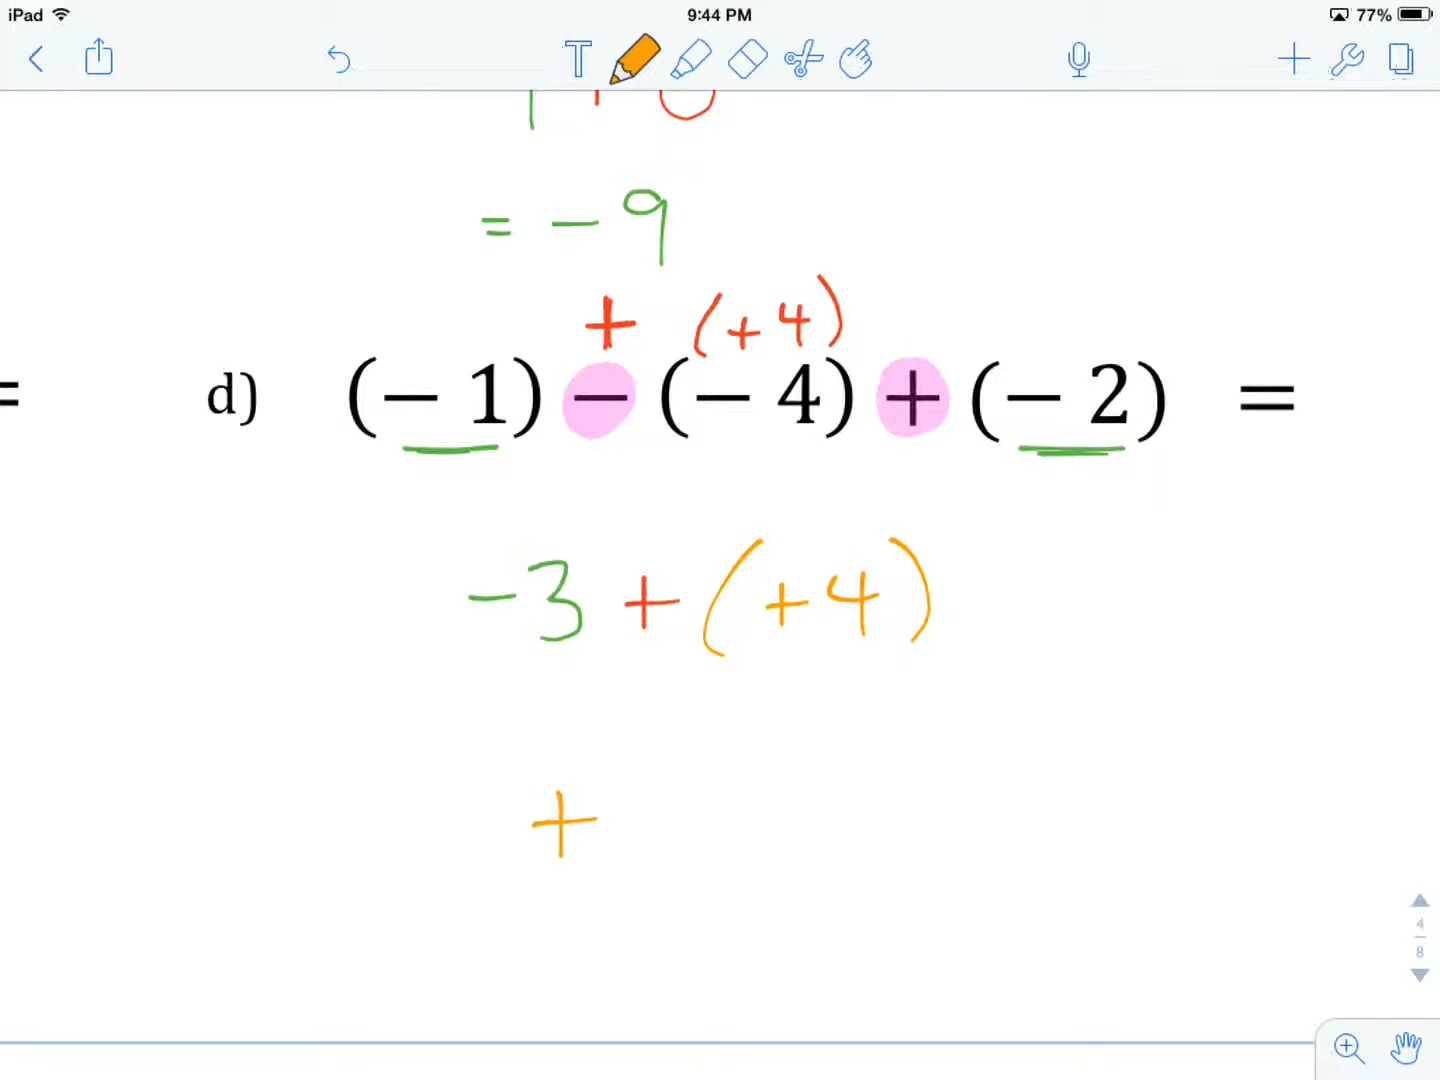 iPad 9:44 PM 77%
T
= - 9
+ (+4)
= d) (− 1) − (− 4) + (− 2) =
-3 + (+4)
+
4
8